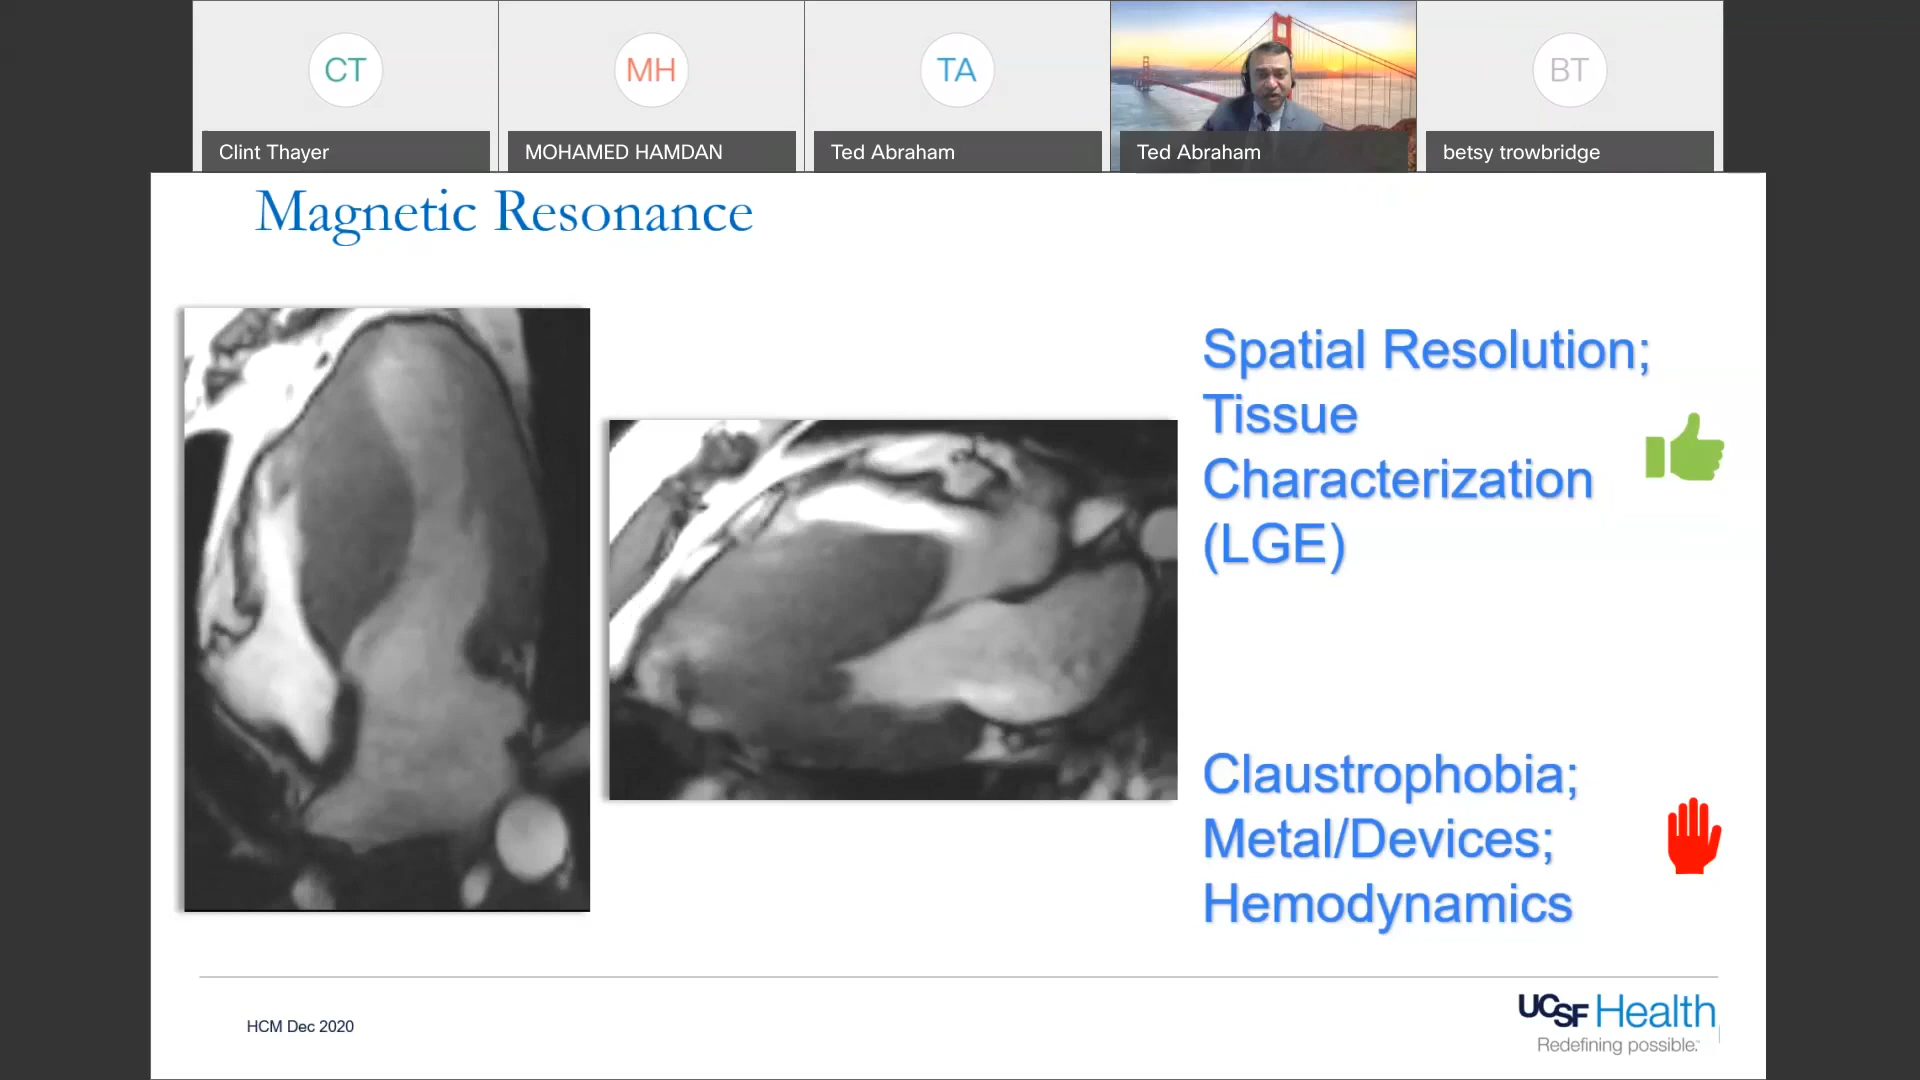 CT
MH
TA
BT
Clint Thayer
MOHAMED HAMDAN
Ted Abraham
Ted Abraham
betsy trowbridge
Magnetic Resonance
Spatial Resolution;
Tissue
Characterization
(LGE)
Claustrophobia;
Metal/Devices;
Hemodynamics
HCM Dec 2020
UCSF Health
Redefining possible.™